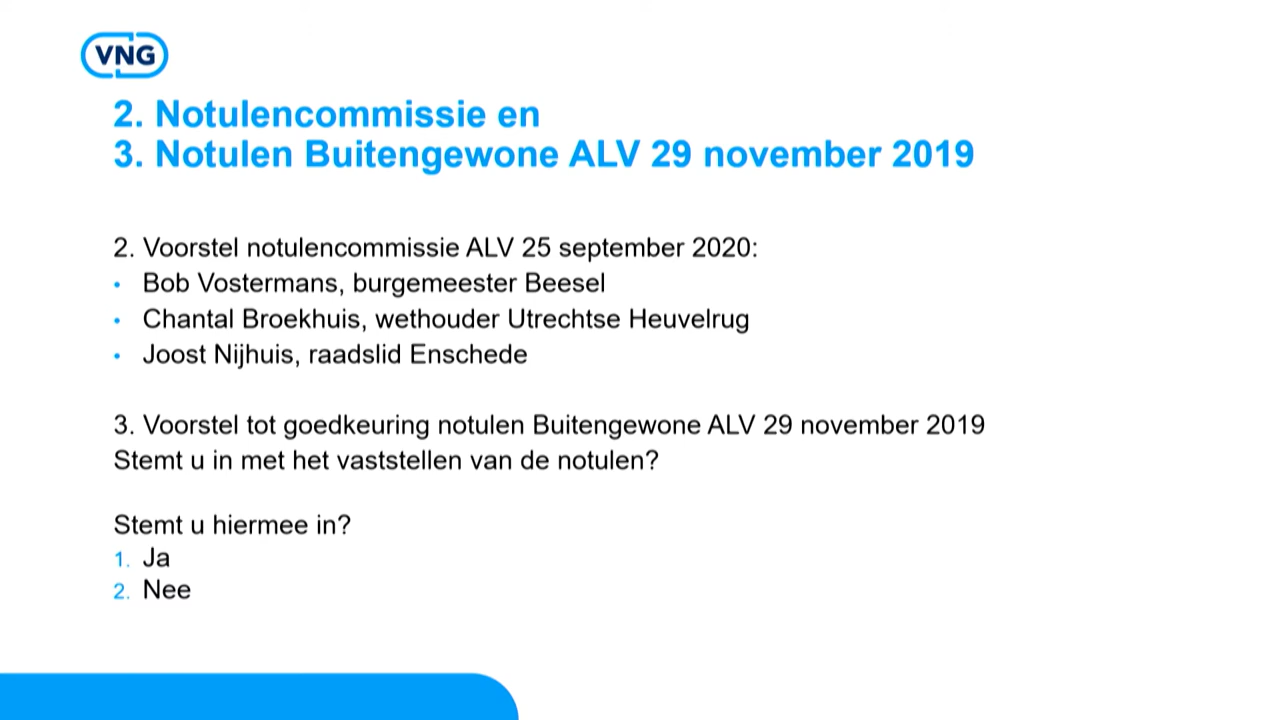 VNG
2. Notulencommissie en
3. Notulen Buitengewone ALV 29 november 2019
2. Voorstel notulencommissie ALV 25 september 2020:
• Bob Vostermans, burgemeester Beesel
• Chantal Broekhuis, wethouder Utrechtse Heuvelrug
• Joost Nijhuis, raadslid Enschede
3. Voorstel tot goedkeuring notulen Buitengewone ALV 29 november 2019
Stemt u in met het vaststellen van de notulen?
Stemt u hiermee in?
1. Ja
2. Nee